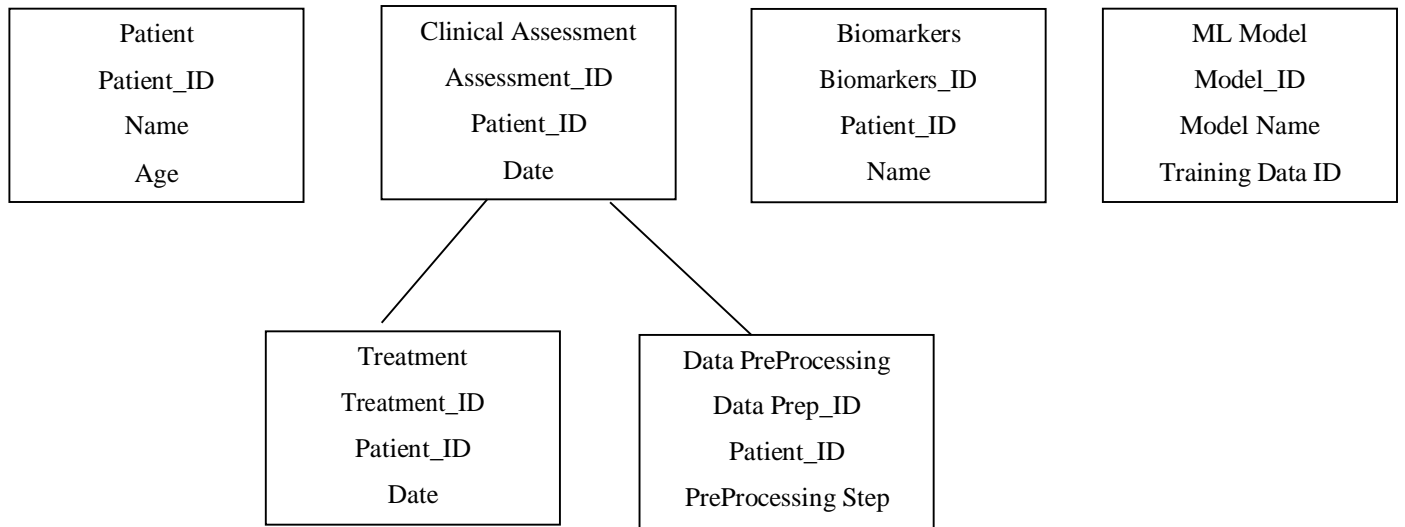 Patient
Patient_ID
Name
Age
Clinical Assessment
Assessment_ID
Patient_ID
Date
Biomarkers
Biomarkers_ID
Patient_ID
Name
ML Model
Model_ID
Model Name
Training Data ID
Treatment
Treatment_ID
Patient_ID
Date
Data PreProcessing
Data Prep_ID
Patient_ID
PreProcessing Step